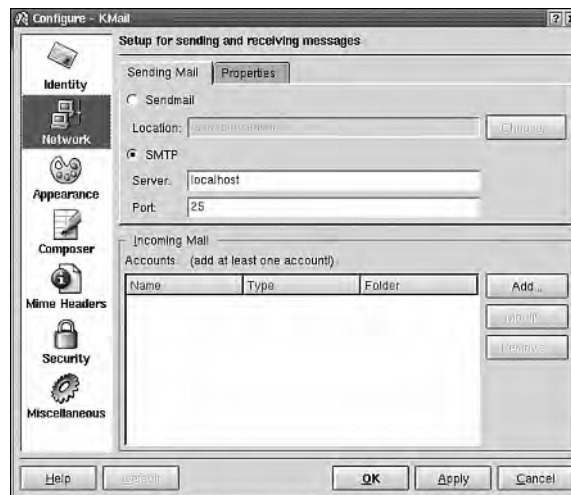 Configure - KMail
Setup for sending and receiving messages
Identity
Network
Appearance
Composer
Mime Headers
Security
Miscellaneous
Sending Mail
Properties
Sendmail
Location:
SMTP
Server: localhost
Port: 25
Incoming Mail
Accounts: (add at least one account!)
Name Type Folder
Add...
Help
OK
Apply
Cancel